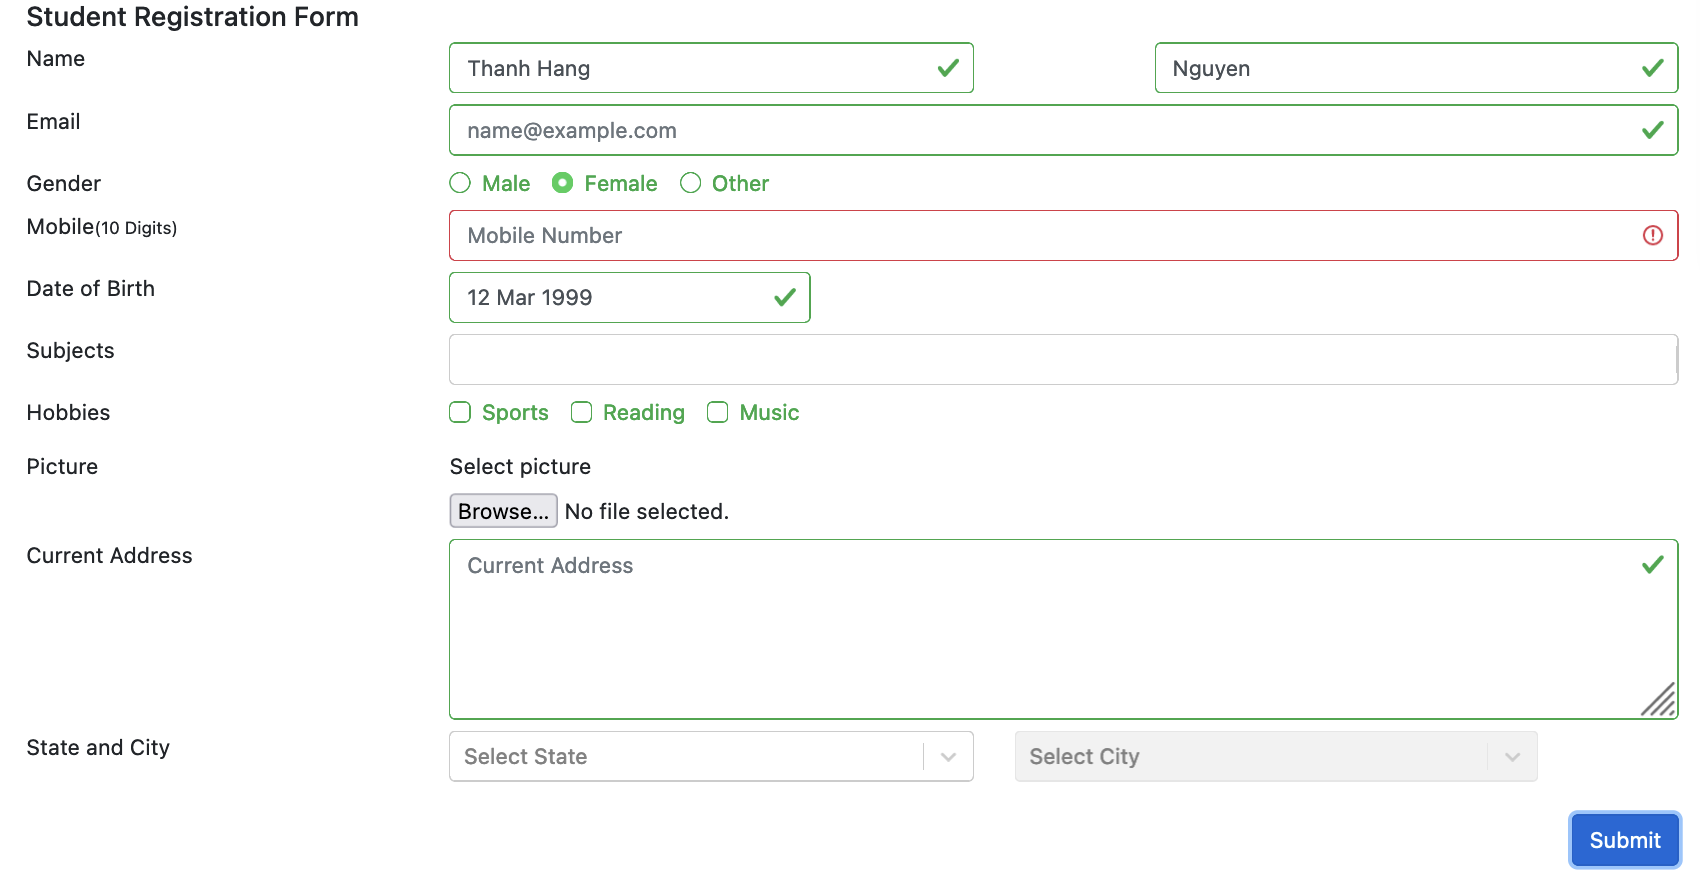 Student Registration Form
Name Thanh Hang Nguyen
Email name@example.com
Gender Male Female Other
Mobile(10 Digits) Mobile Number
Date of Birth 12 Mar 1999
Subjects
Hobbies Sports Reading Music
Picture Select picture
Browse... No file selected.
Current Address Current Address
State and City Select State Select City
Submit